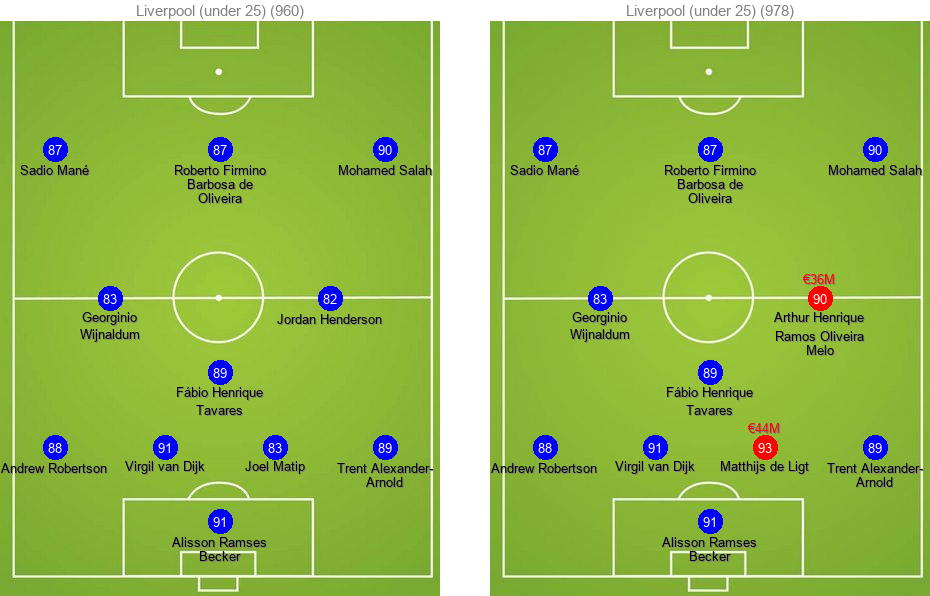 Liverpool (under 25) (960)
87
Sadio Mané
87
Roberto Firmino
Barbosa de
Oliveira
90
Mohamed Salah
83
Georginio
Wijnaldum
82
Jordan Henderson
89
Fábio Henrique
Tavares
88
Andrew Robertson
91
Virgil van Dijk
83
Joel Matip
89
Trent Alexander-
Arnold
91
Alisson Ramses
Becker
Liverpool (under 25) (978)
87
Sadio Mané
87
Roberto Firmino
Barbosa de
Oliveira
90
Mohamed Salah
83
Georginio
Wijnaldum
€36M
90
Arthur Henrique
Ramos Oliveira
Melo
89
Fábio Henrique
Tavares
88
Andrew Robertson
91
Virgil van Dijk
€44M
93
Matthijs de Ligt
89
Trent Alexander-
Arnold
91
Alisson Ramses
Becker